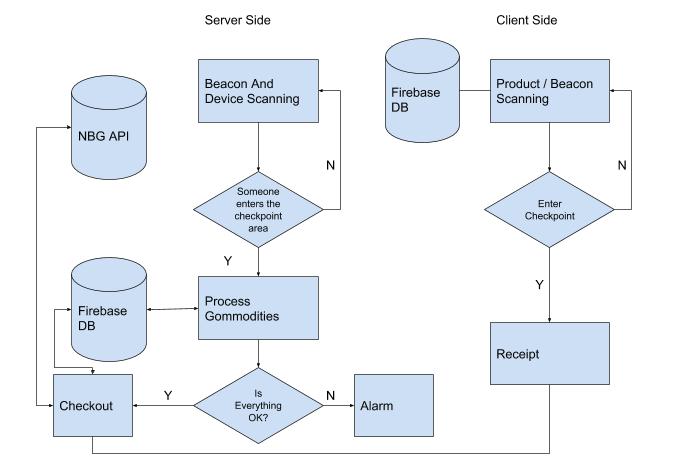 Server Side
Client Side
Beacon And
Device Scanning
Firebase
DB
Product / Beacon
Scanning
NBG API
N
N
Someone
enters the
checkpoint
area
Enter
Checkpoint
Y
Y
Firebase
DB
Process
Gommodities
Receipt
Is
Everything
OK?
Y
N
Checkout
Alarm